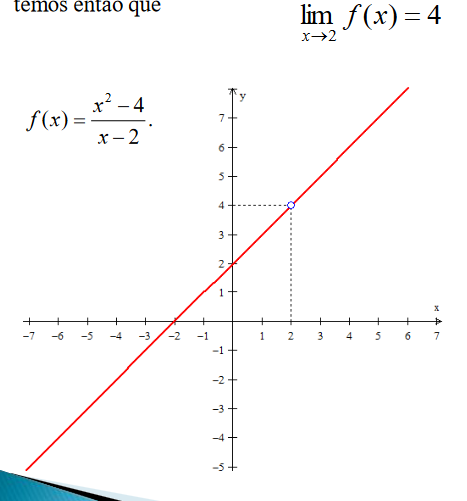 temos então que
lim f(x) = 4
x→2
f(x) = (x² – 4)/(x – 2).
y
7
6
5
4
3
2
1
x
–7 –6 –5 –4 –3 –2 –1 1 2 3 4 5 6 7
–1
–2
–3
–4
–5